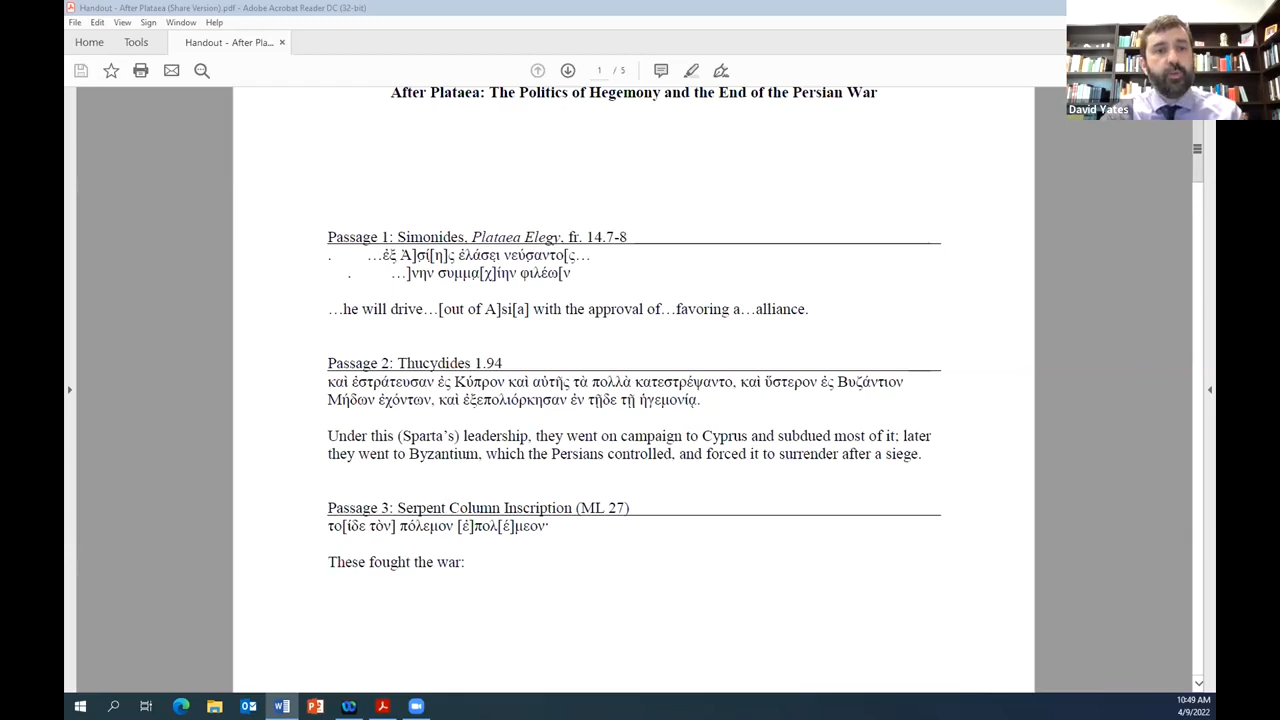 Handout - After Plataea (Share Version).pdf - Adobe Acrobat Reader DC (32-bit)
File Edit View Sign Window Help
Home Tools Handout - After Pla... ×
1 / 5
David Yates
After Plataea: The Politics of Hegemony and the End of the Persian War
Passage 1: Simonides, Plataea Elegy, fr. 14.7-8
. …ἐξ Ἀ]σί[η]ς ἐλάσει νεύσαντο[ς…
. …]νην συμμα[χ]ίην φιλέω[ν
…he will drive…[out of A]si[a] with the approval of…favoring a…alliance.
Passage 2: Thucydides 1.94
καὶ ἐστράτευσαν ἐς Κύπρον καὶ αὐτῆς τὰ πολλὰ κατεστρέψαντο, καὶ ὕστερον ἐς Βυζάντιον
Μήδων ἐχόντων, καὶ ἐξεπολιόρκησαν ἐν τῇδε τῇ ἡγεμονίᾳ.
Under this (Sparta’s) leadership, they went on campaign to Cyprus and subdued most of it; later
they went to Byzantium, which the Persians controlled, and forced it to surrender after a siege.
Passage 3: Serpent Column Inscription (ML 27)
το[ίδε τὸν] πόλεμον [ἐ]πολ[έ]μεον·
These fought the war:
10:49 AM
4/9/2022